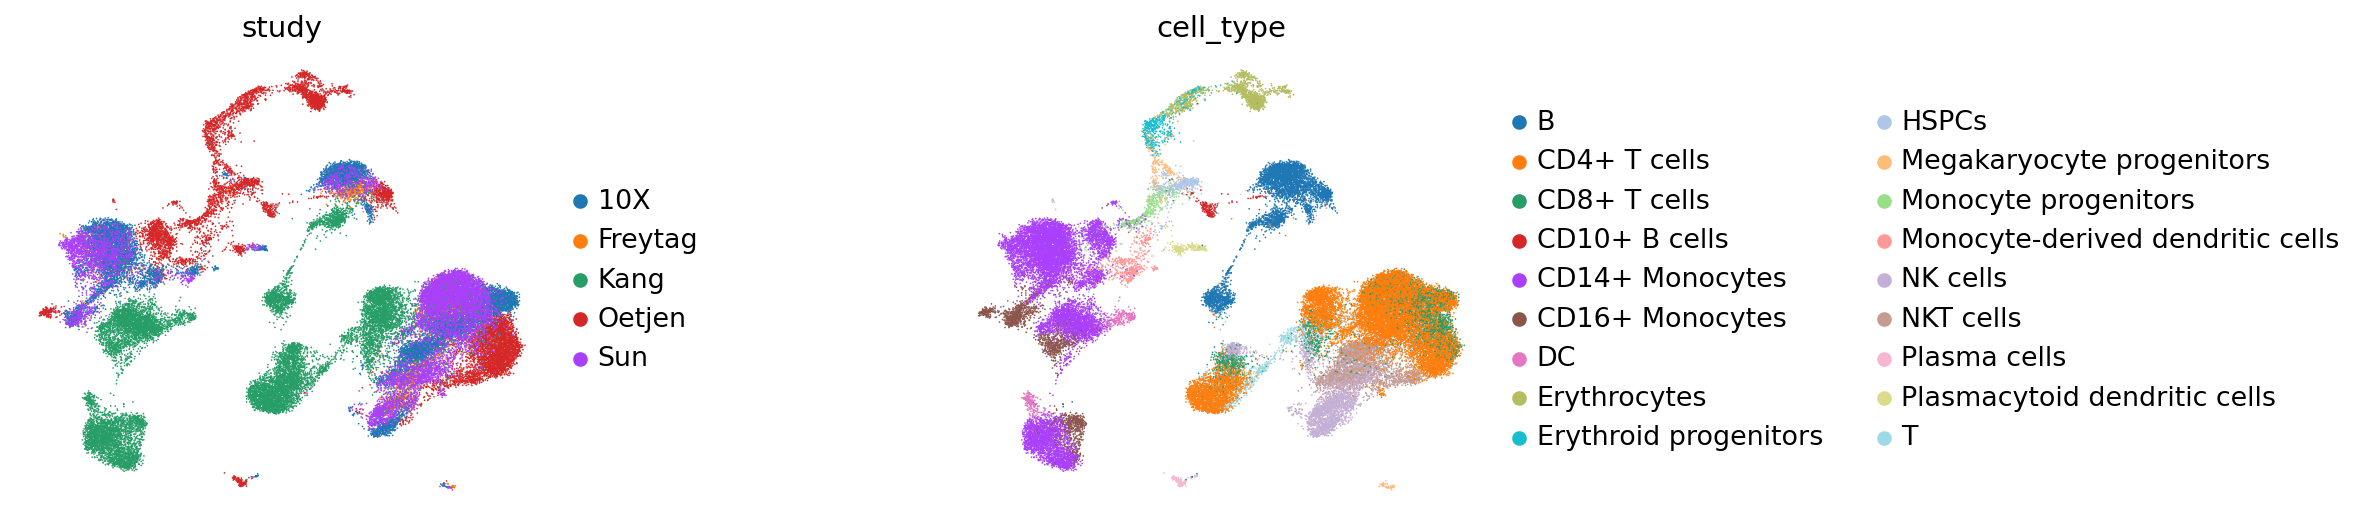 study
10X
Freytag
Kang
Oetjen
Sun
cell_type
B
CD4+ T cells
CD8+ T cells
CD10+ B cells
CD14+ Monocytes
CD16+ Monocytes
DC
Erythrocytes
Erythroid progenitors
HSPCs
Megakaryocyte progenitors
Monocyte progenitors
Monocyte-derived dendritic cells
NK cells
NKT cells
Plasma cells
Plasmacytoid dendritic cells
T